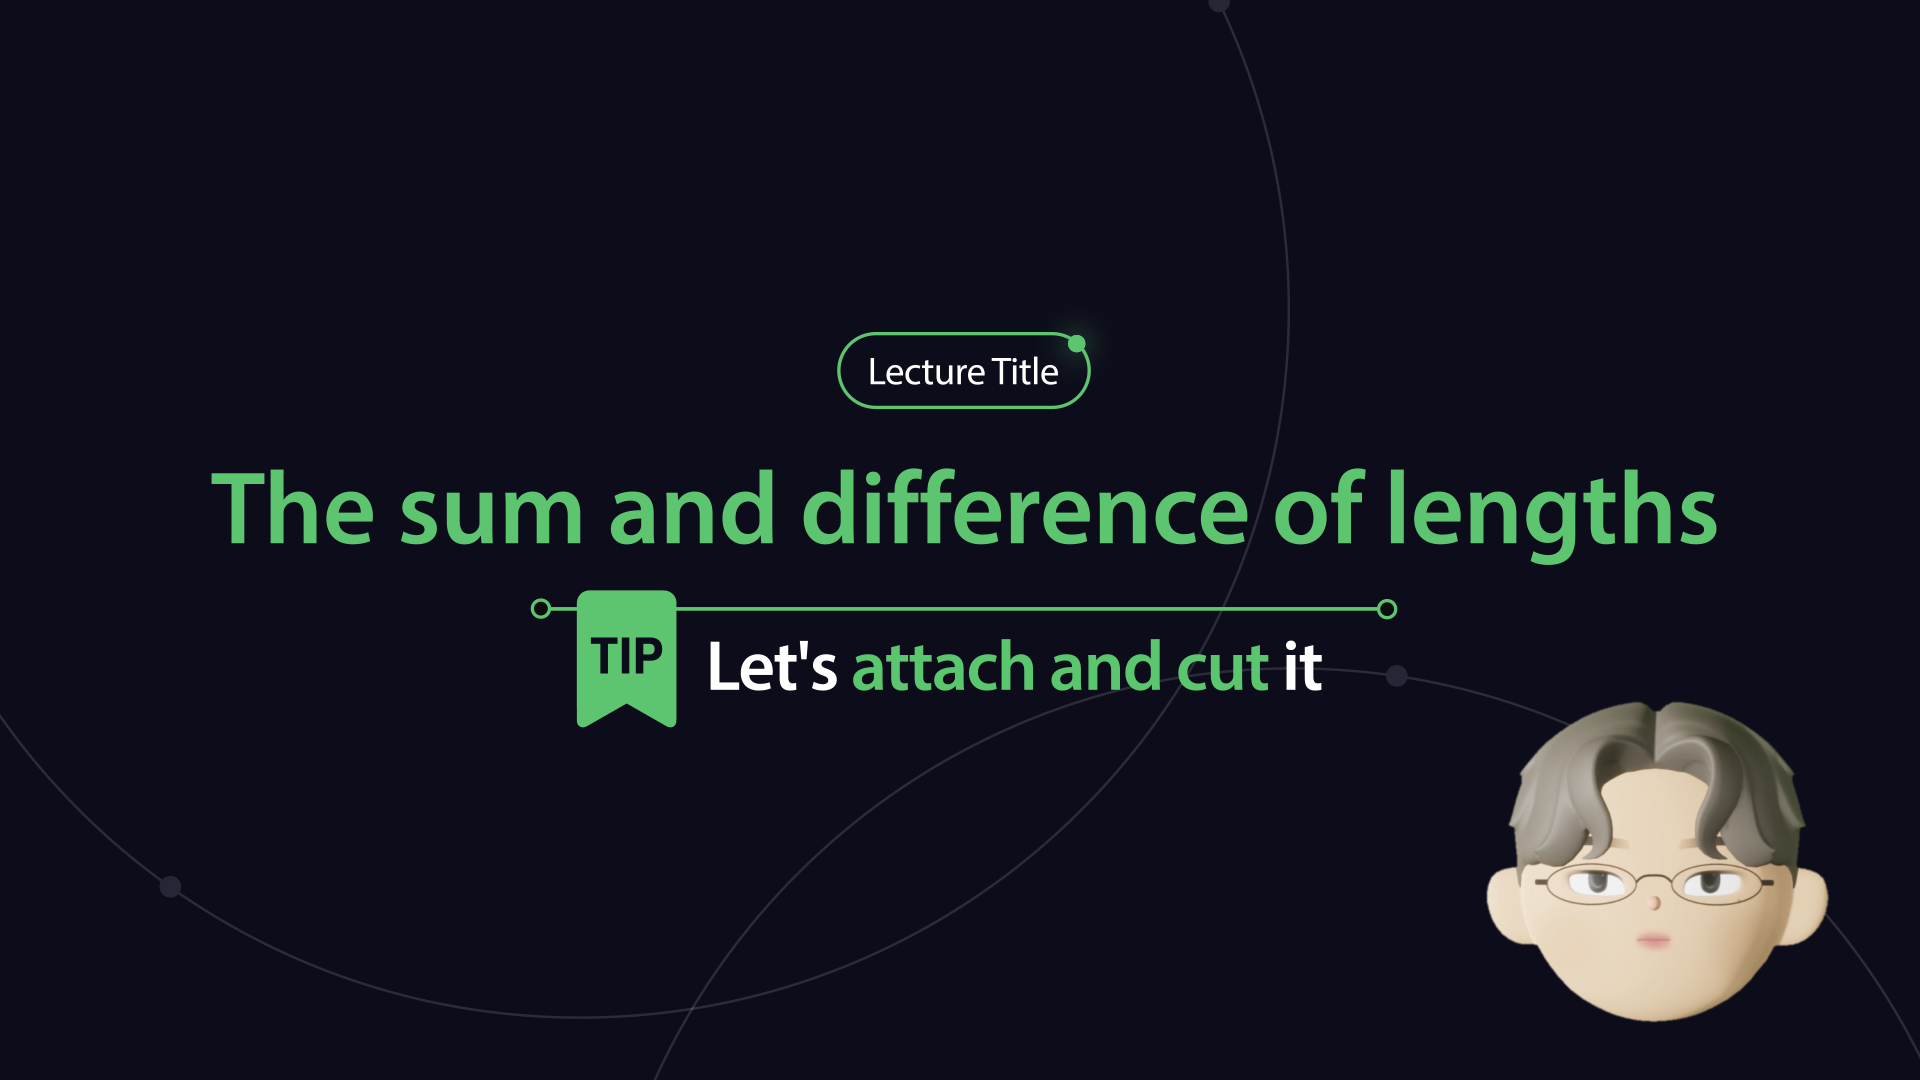 Lecture Title
The sum and difference of lengths
TIP
Let's attach and cut it